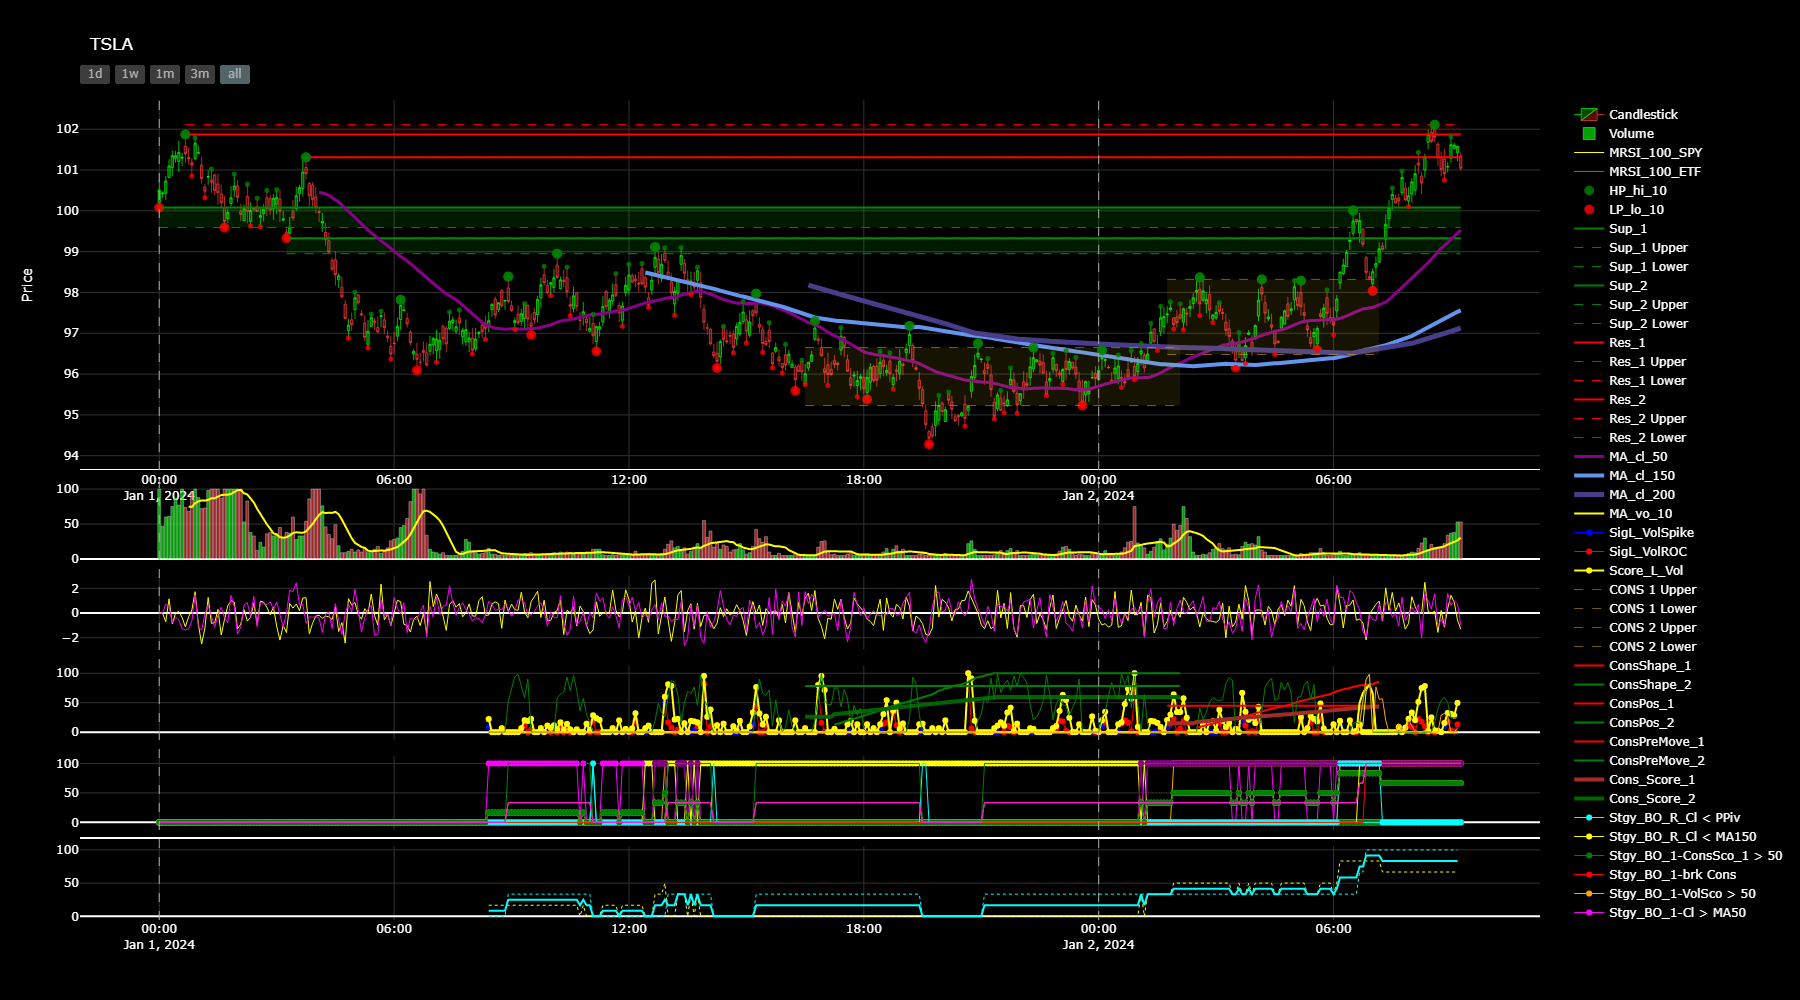 TSLA
1d 1w 1m 3m all
Price
102
101
100
99
98
97
96
95
94
00:00 06:00 12:00 18:00 00:00 06:00
Jan 1, 2024 Jan 2, 2024
100
50
0
2
0
−2
100
50
0
100
50
0
100
50
0
00:00 06:00 12:00 18:00 00:00 06:00
Jan 1, 2024 Jan 2, 2024
Candlestick
Volume
MRSI_100_SPY
MRSI_100_ETF
HP_hi_10
LP_lo_10
Sup_1
Sup_1 Upper
Sup_1 Lower
Sup_2
Sup_2 Upper
Sup_2 Lower
Res_1
Res_1 Upper
Res_1 Lower
Res_2
Res_2 Upper
Res_2 Lower
MA_cl_50
MA_cl_150
MA_cl_200
MA_vo_10
SigL_VolSpike
SigL_VolROC
Score_L_Vol
CONS 1 Upper
CONS 1 Lower
CONS 2 Upper
CONS 2 Lower
ConsShape_1
ConsShape_2
ConsPos_1
ConsPos_2
ConsPreMove_1
ConsPreMove_2
Cons_Score_1
Cons_Score_2
Stgy_BO_R_Cl < PPiv
Stgy_BO_R_Cl < MA150
Stgy_BO_1-ConsSco_1 > 50
Stgy_BO_1-brk Cons
Stgy_BO_1-VolSco > 50
Stgy_BO_1-Cl > MA50